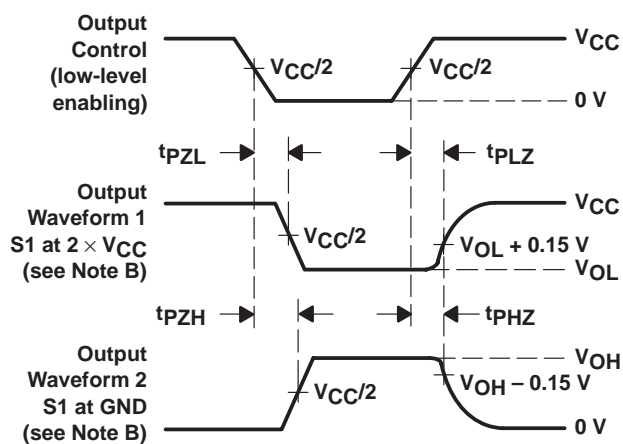 Output
Control
(low-level
enabling)
VCC/2
VCC/2
VCC
0 V
tPZL
tPLZ
Output
Waveform 1
S1 at 2 × VCC
(see Note B)
VCC/2
VCC
VOL + 0.15 V
VOL
tPZH
tPHZ
Output
Waveform 2
S1 at GND
(see Note B)
VCC/2
VOH
VOH – 0.15 V
0 V